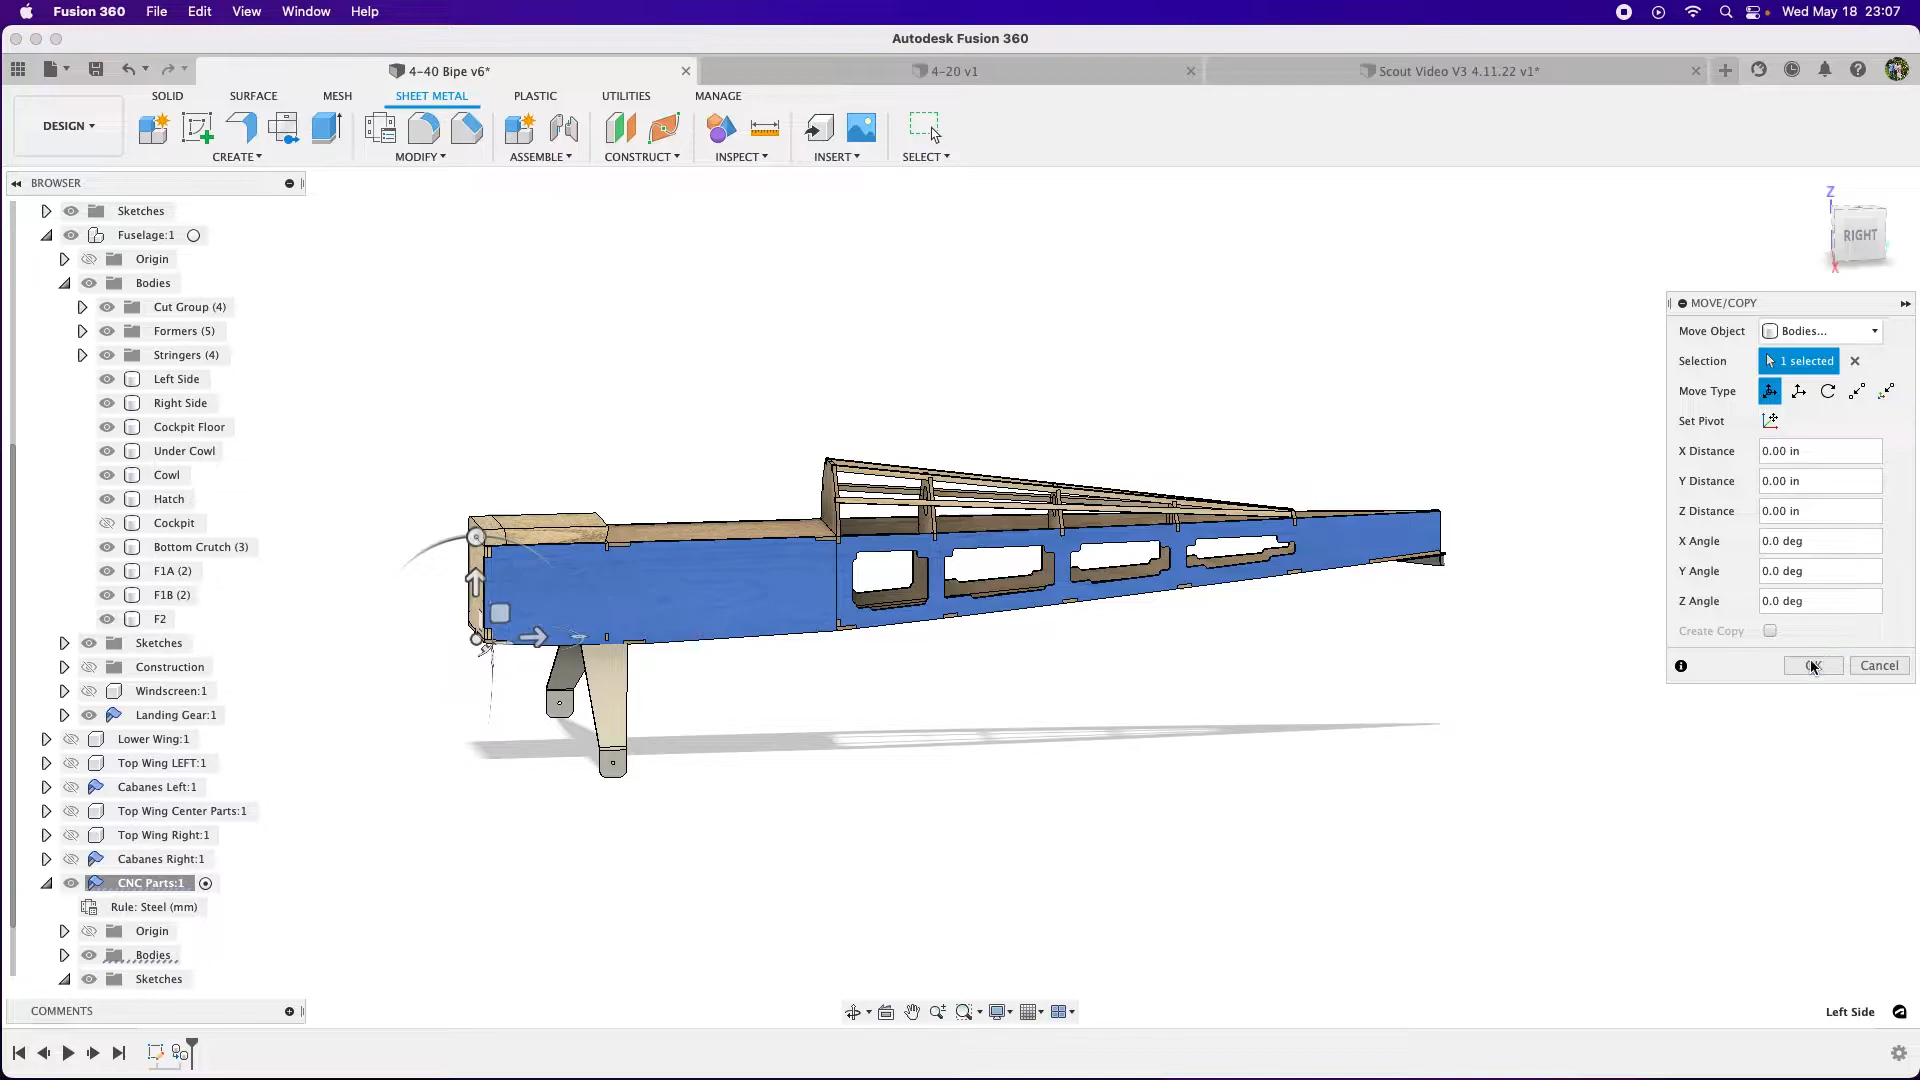 Fusion 360 File Edit View Window Help Wed May 18 23:07
Autodesk Fusion 360
4-40 Bipe v6* 4-20 v1 Scout Video V3 4.11.22 v1*
SOLID SURFACE MESH SHEET METAL PLASTIC UTILITIES MANAGE
DESIGN
CREATE MODIFY ASSEMBLE CONSTRUCT INSPECT INSERT SELECT
BROWSER
Sketches
Fuselage:1
Origin
Bodies
Cut Group (4)
Formers (5)
Stringers (4)
Left Side
Right Side
Cockpit Floor
Under Cowl
Cowl
Hatch
Cockpit
Bottom Crutch (3)
F1A (2)
F1B (2)
F2
Sketches
Construction
Windscreen:1
Landing Gear:1
Lower Wing:1
Top Wing LEFT:1
Cabanes Left:1
Top Wing Center Parts:1
Top Wing Right:1
Cabanes Right:1
CNC Parts:1
Rule: Steel (mm)
Origin
Bodies
Sketches
COMMENTS
Z
RIGHT
X
MOVE/COPY
Move Object Bodies...
Selection 1 selected
Move Type
Set Pivot
X Distance 0.00 in
Y Distance 0.00 in
Z Distance 0.00 in
X Angle 0.0 deg
Y Angle 0.0 deg
Z Angle 0.0 deg
Create Copy
OK Cancel
Left Side